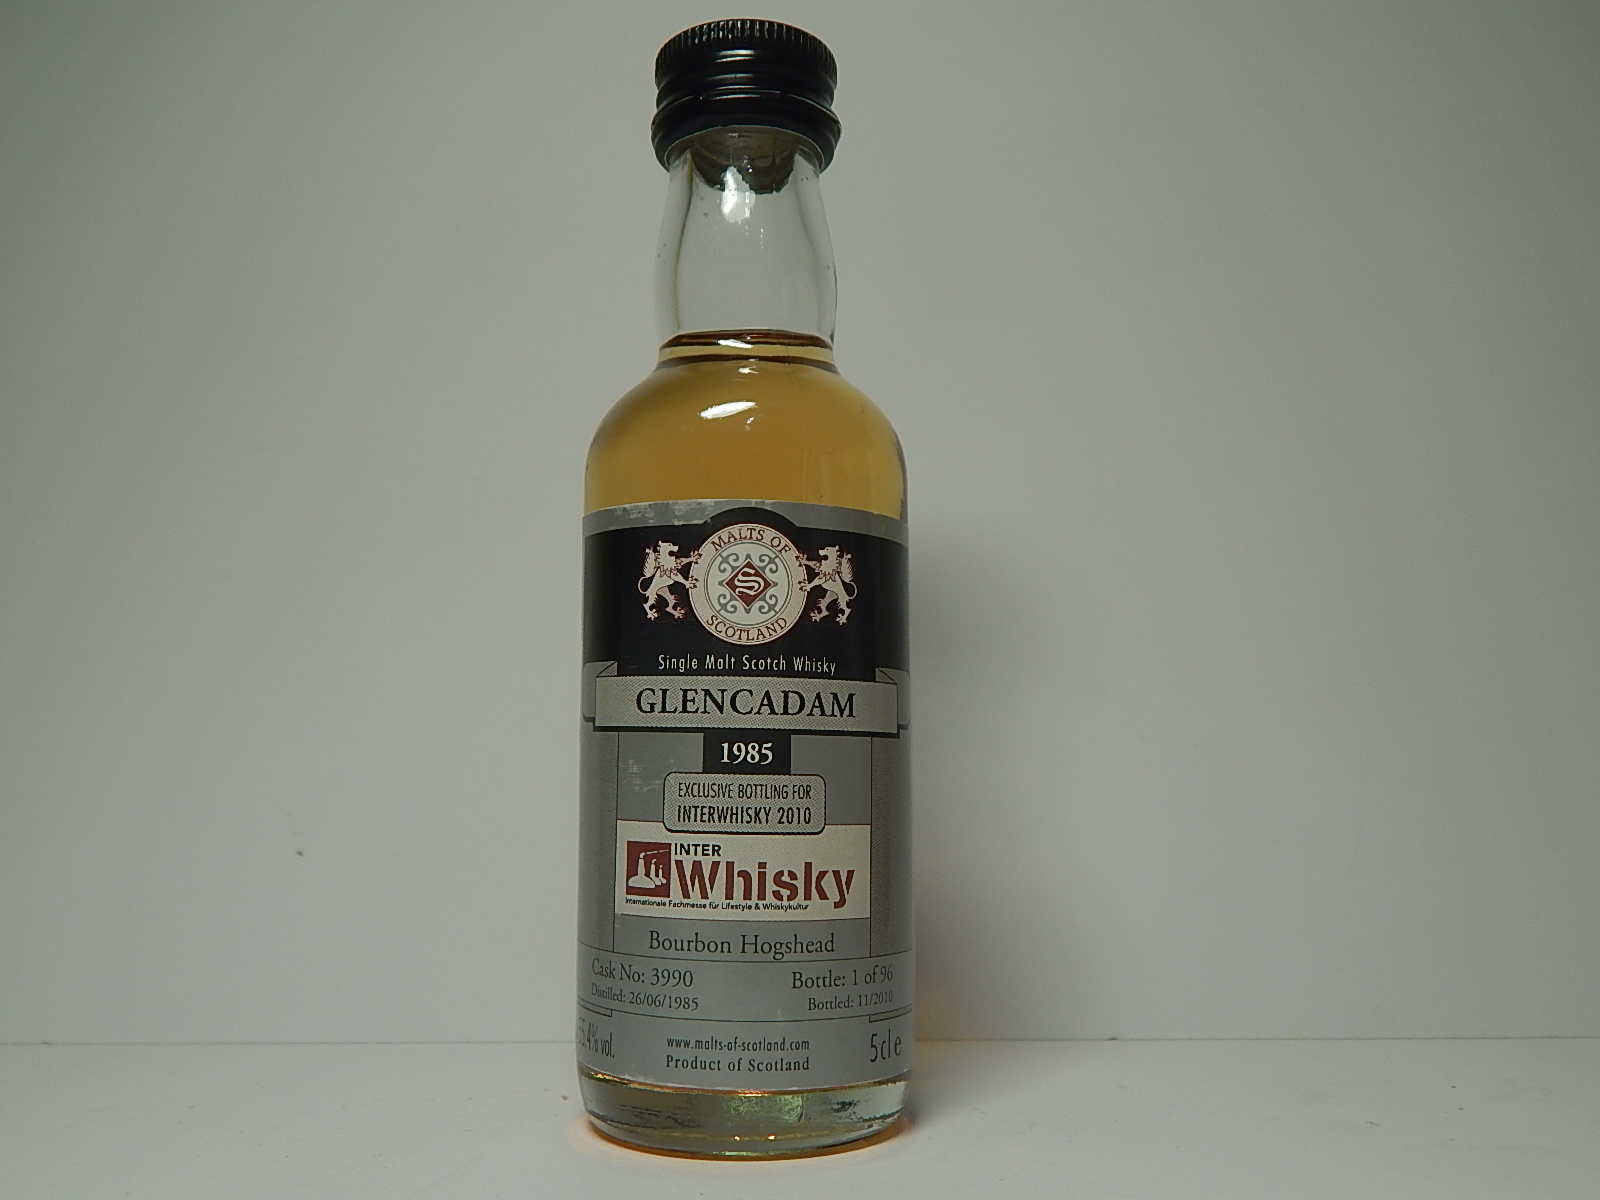 MALTS OF
SCOTLAND
S
Single Malt Scotch Whisky
GLENCADAM
1985
EXCLUSIVE BOTTLING FOR
INTERWHISKY 2010
INTER
Whisky
Internationale Fachmesse für Lifestyle & Whiskykultur
Bourbon Hogshead
Cask No: 3990 Bottle: 1 of 96
Distilled: 26/06/1985 Bottled: 11/2010
vol. www.malts-of-scotland.com 5cl e
Product of Scotland